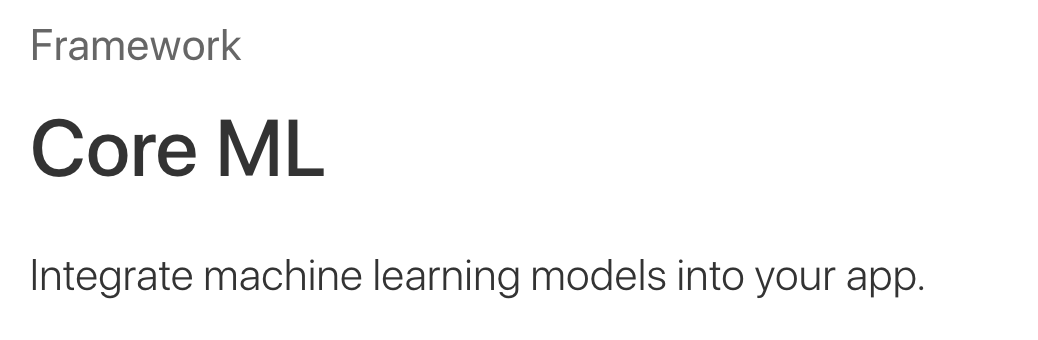 Framework
Core ML
Integrate machine learning models into your app.